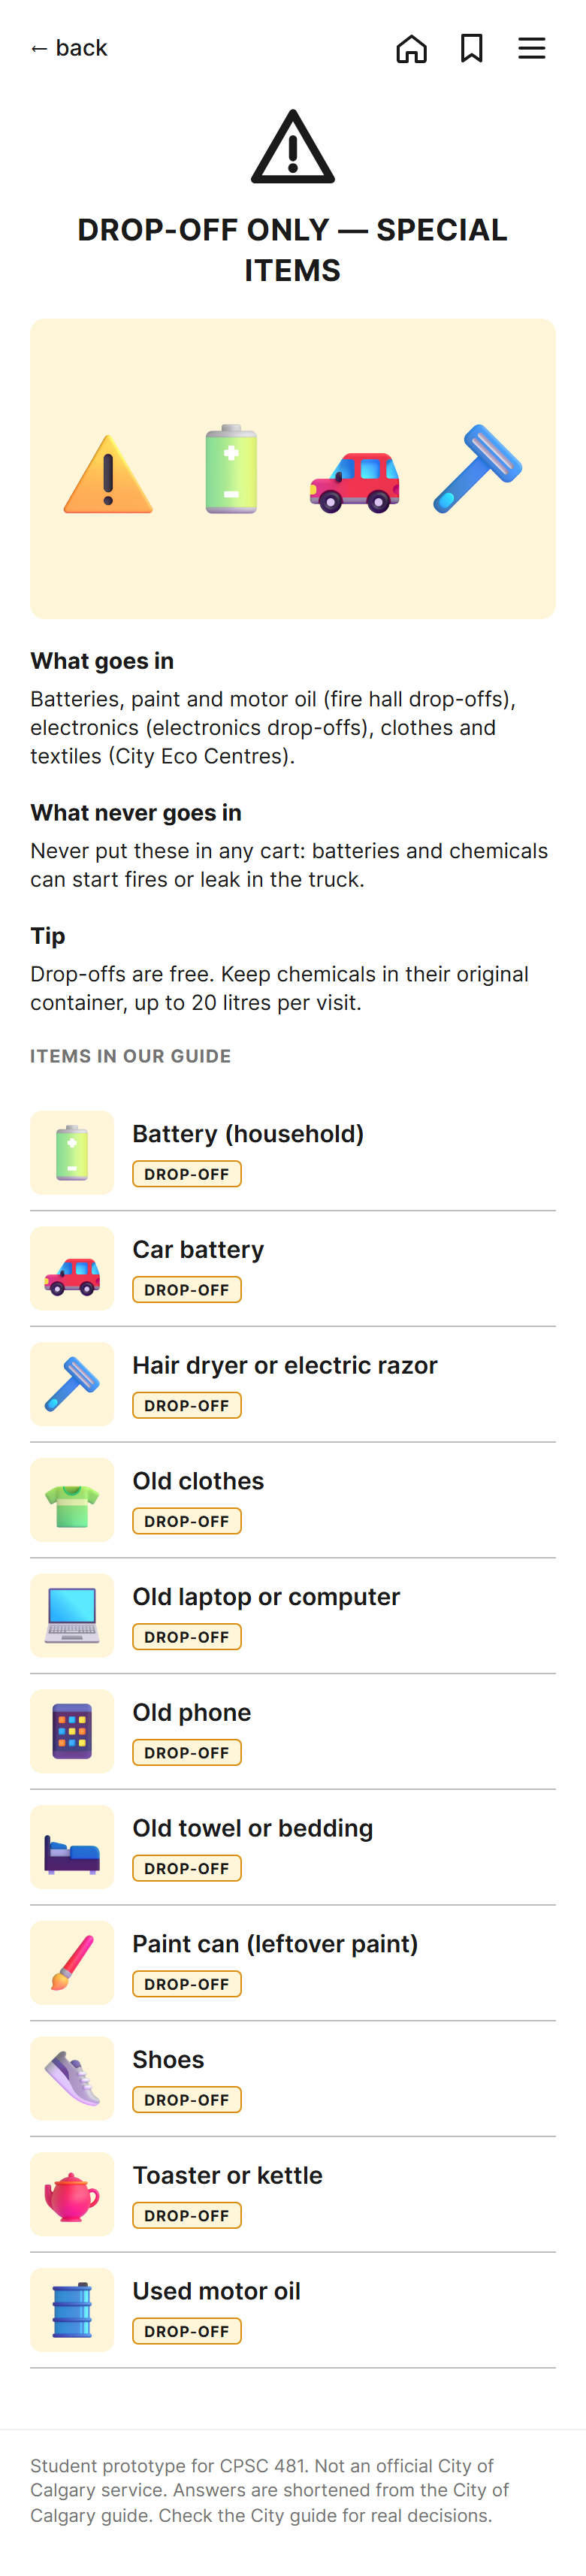 ← back
DROP-OFF ONLY — SPECIAL
ITEMS
What goes in
Batteries, paint and motor oil (fire hall drop-offs),
electronics (electronics drop-offs), clothes and
textiles (City Eco Centres).
What never goes in
Never put these in any cart: batteries and chemicals
can start fires or leak in the truck.
Tip
Drop-offs are free. Keep chemicals in their original
container, up to 20 litres per visit.
ITEMS IN OUR GUIDE
Battery (household)
DROP-OFF
Car battery
DROP-OFF
Hair dryer or electric razor
DROP-OFF
Old clothes
DROP-OFF
Old laptop or computer
DROP-OFF
Old phone
DROP-OFF
Old towel or bedding
DROP-OFF
Paint can (leftover paint)
DROP-OFF
Shoes
DROP-OFF
Toaster or kettle
DROP-OFF
Used motor oil
DROP-OFF
Student prototype for CPSC 481. Not an official City of
Calgary service. Answers are shortened from the City of
Calgary guide. Check the City guide for real decisions.